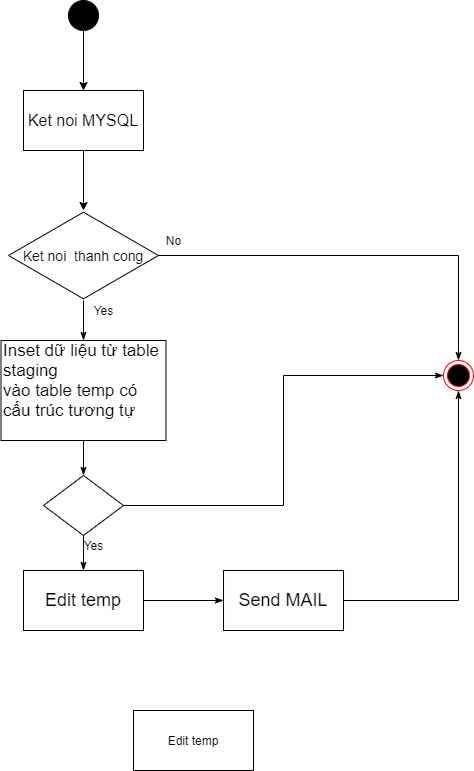 Ket noi MYSQL
No
Ket noi thanh cong
Yes
Inset dữ liệu từ table
staging
vào table temp có
cấu trúc tương tự
Yes
Edit temp
Send MAIL
Edit temp